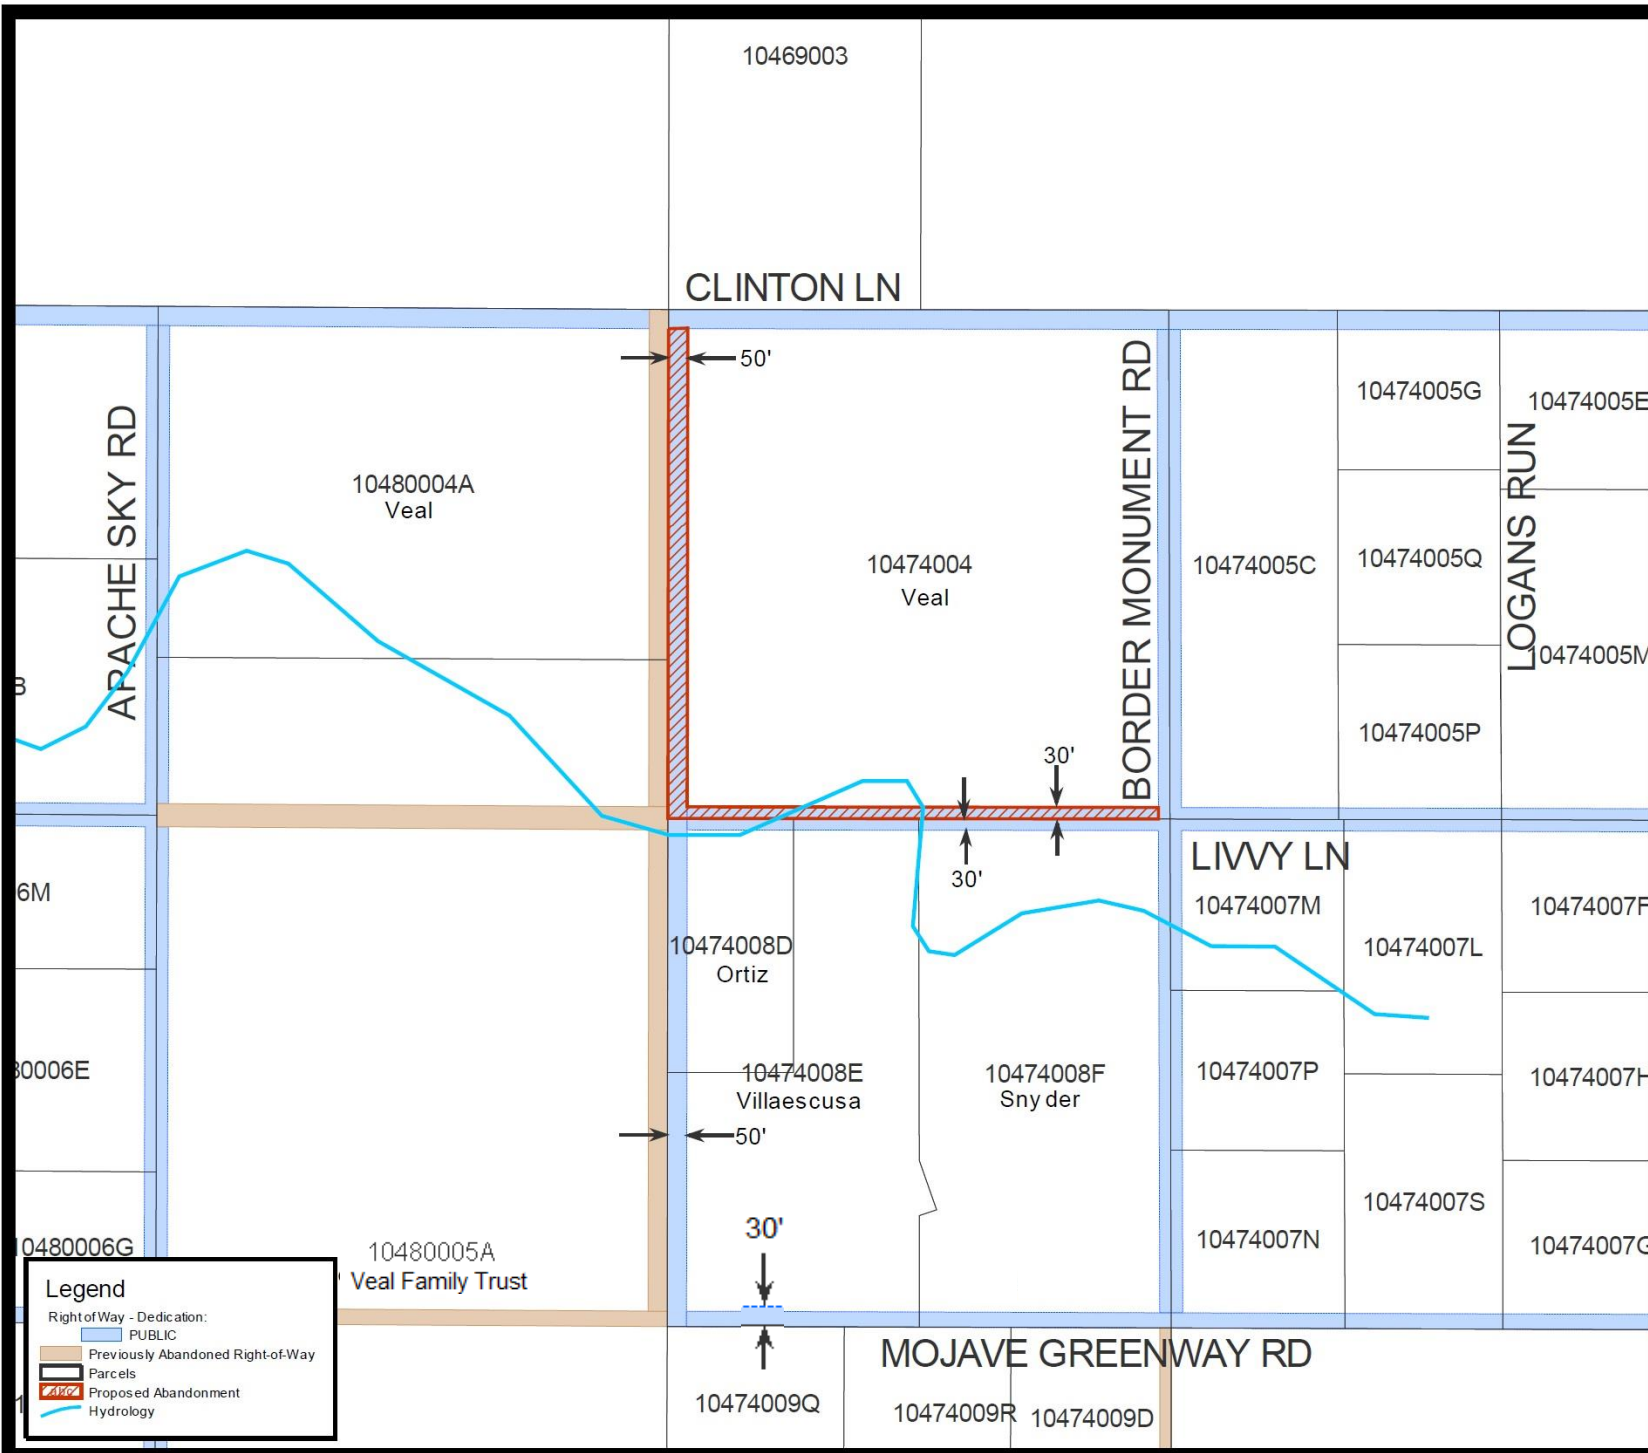 10469003
CLINTON LN
50'
APACHE SKY RD
10480004A
Veal
10474004
Veal
BORDER MONUMENT RD
10474005C
10474005G
10474005E
10474005Q
LOGANS RUN
10474005M
10474005P
B
30'
30'
LIVVY LN
6M
10474008D
Ortiz
10474007M
10474007L
10474007F
80006E
10474008E
Villaescusa
10474008F
Snyder
10474007P
10474007H
50'
10474007S
30'
10480006G
10480005A
Veal Family Trust
10474007N
10474007G
MOJAVE GREENWAY RD
10474009Q
10474009R
10474009D
Legend
Right of Way - Dedication:
PUBLIC
Previously Abandoned Right-of-Way
Parcels
Proposed Abandonment
Hydrology